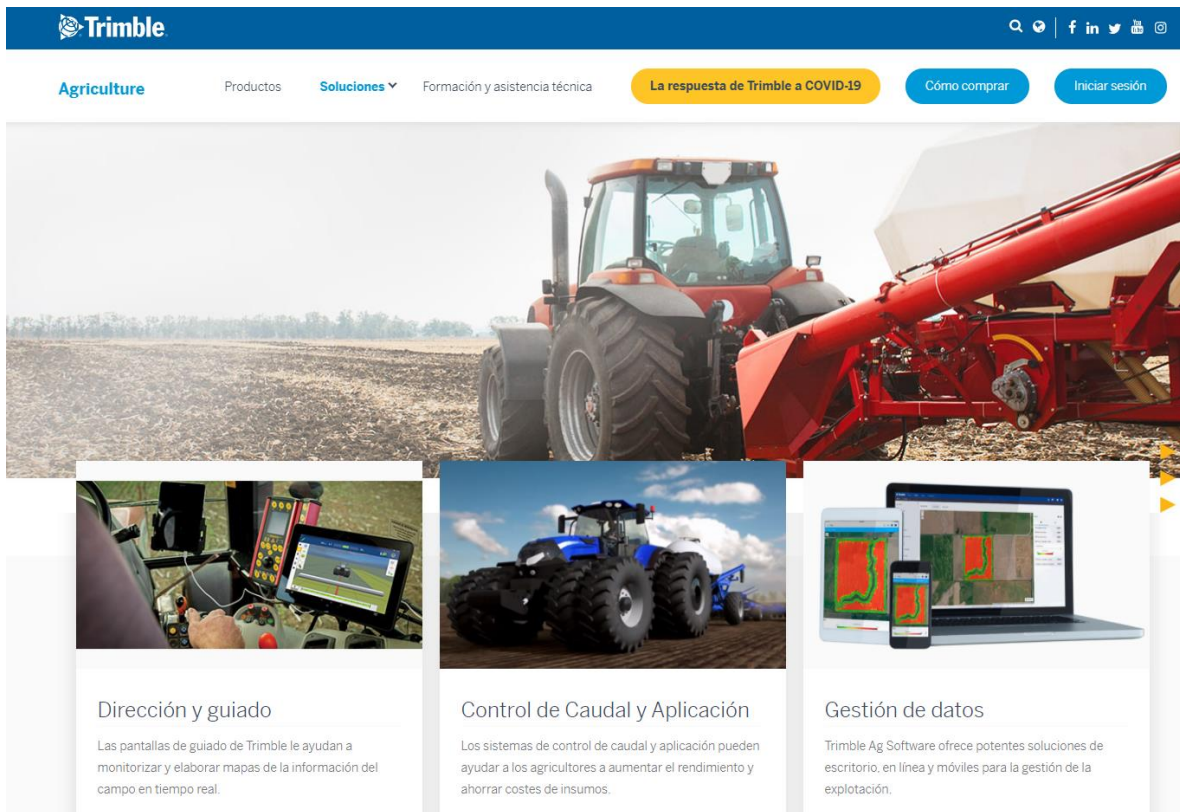 Trimble
Agriculture
Productos
Soluciones
Formación y asistencia técnica
La respuesta de Trimble a COVID-19
Cómo comprar
Iniciar sesión
Dirección y guiado
Las pantallas de guiado de Trimble le ayudan a
monitorizar y elaborar mapas de la información del
campo en tiempo real.
Control de Caudal y Aplicación
Los sistemas de control de caudal y aplicación pueden
ayudar a los agricultores a aumentar el rendimiento y
ahorrar costes de insumos.
Gestión de datos
Trimble Ag Software ofrece potentes soluciones de
escritorio, en línea y móviles para la gestión de la
explotación.